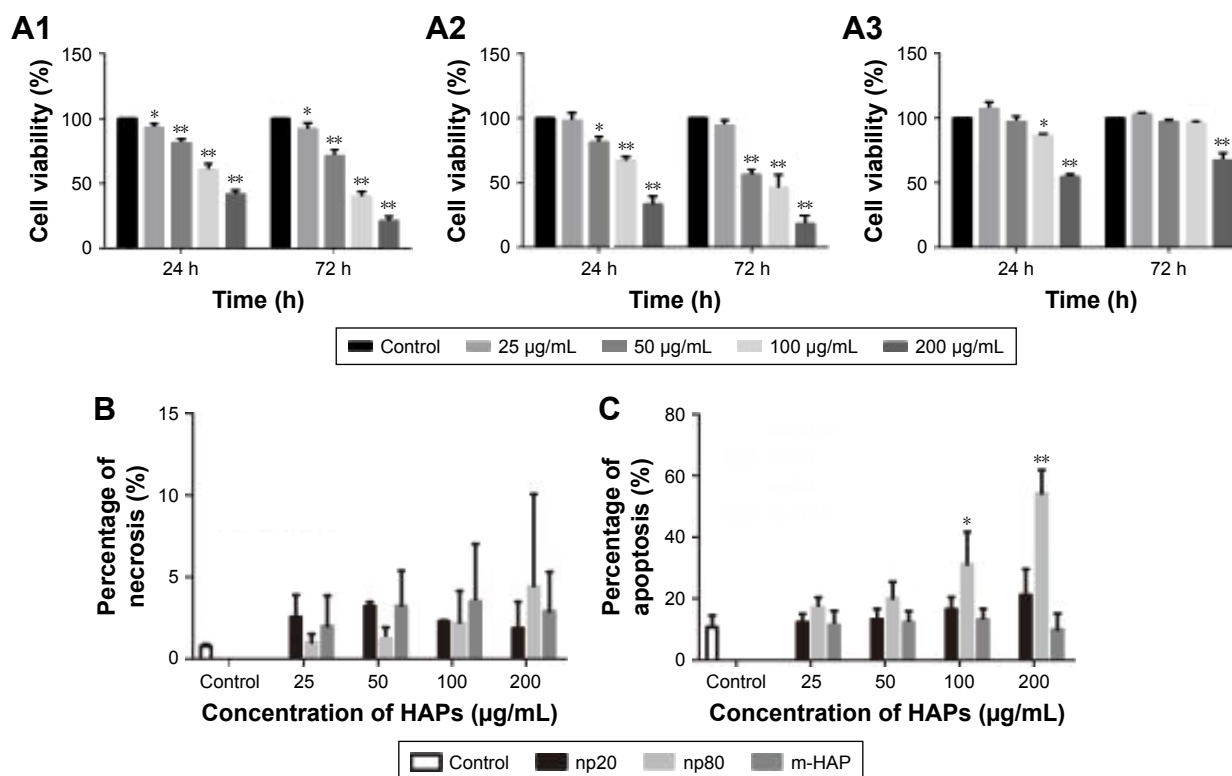 A1
A2
A3
Cell viability (%)
150
100
50
0
*
**
**
**
*
**
**
**
24 h
72 h
Time (h)
Cell viability (%)
150
100
50
0
*
**
**
**
**
**
24 h
72 h
Time (h)
Cell viability (%)
150
100
50
0
*
**
**
24 h
72 h
Time (h)
Control 25 µg/mL 50 µg/mL 100 µg/mL 200 µg/mL
B
Percentage of
necrosis (%)
15
10
5
0
Control 25 50 100 200
Concentration of HAPs (µg/mL)
C
Percentage of
apoptosis (%)
80
60
40
20
0
*
**
Control 25 50 100 200
Concentration of HAPs (µg/mL)
Control np20 np80 m-HAP